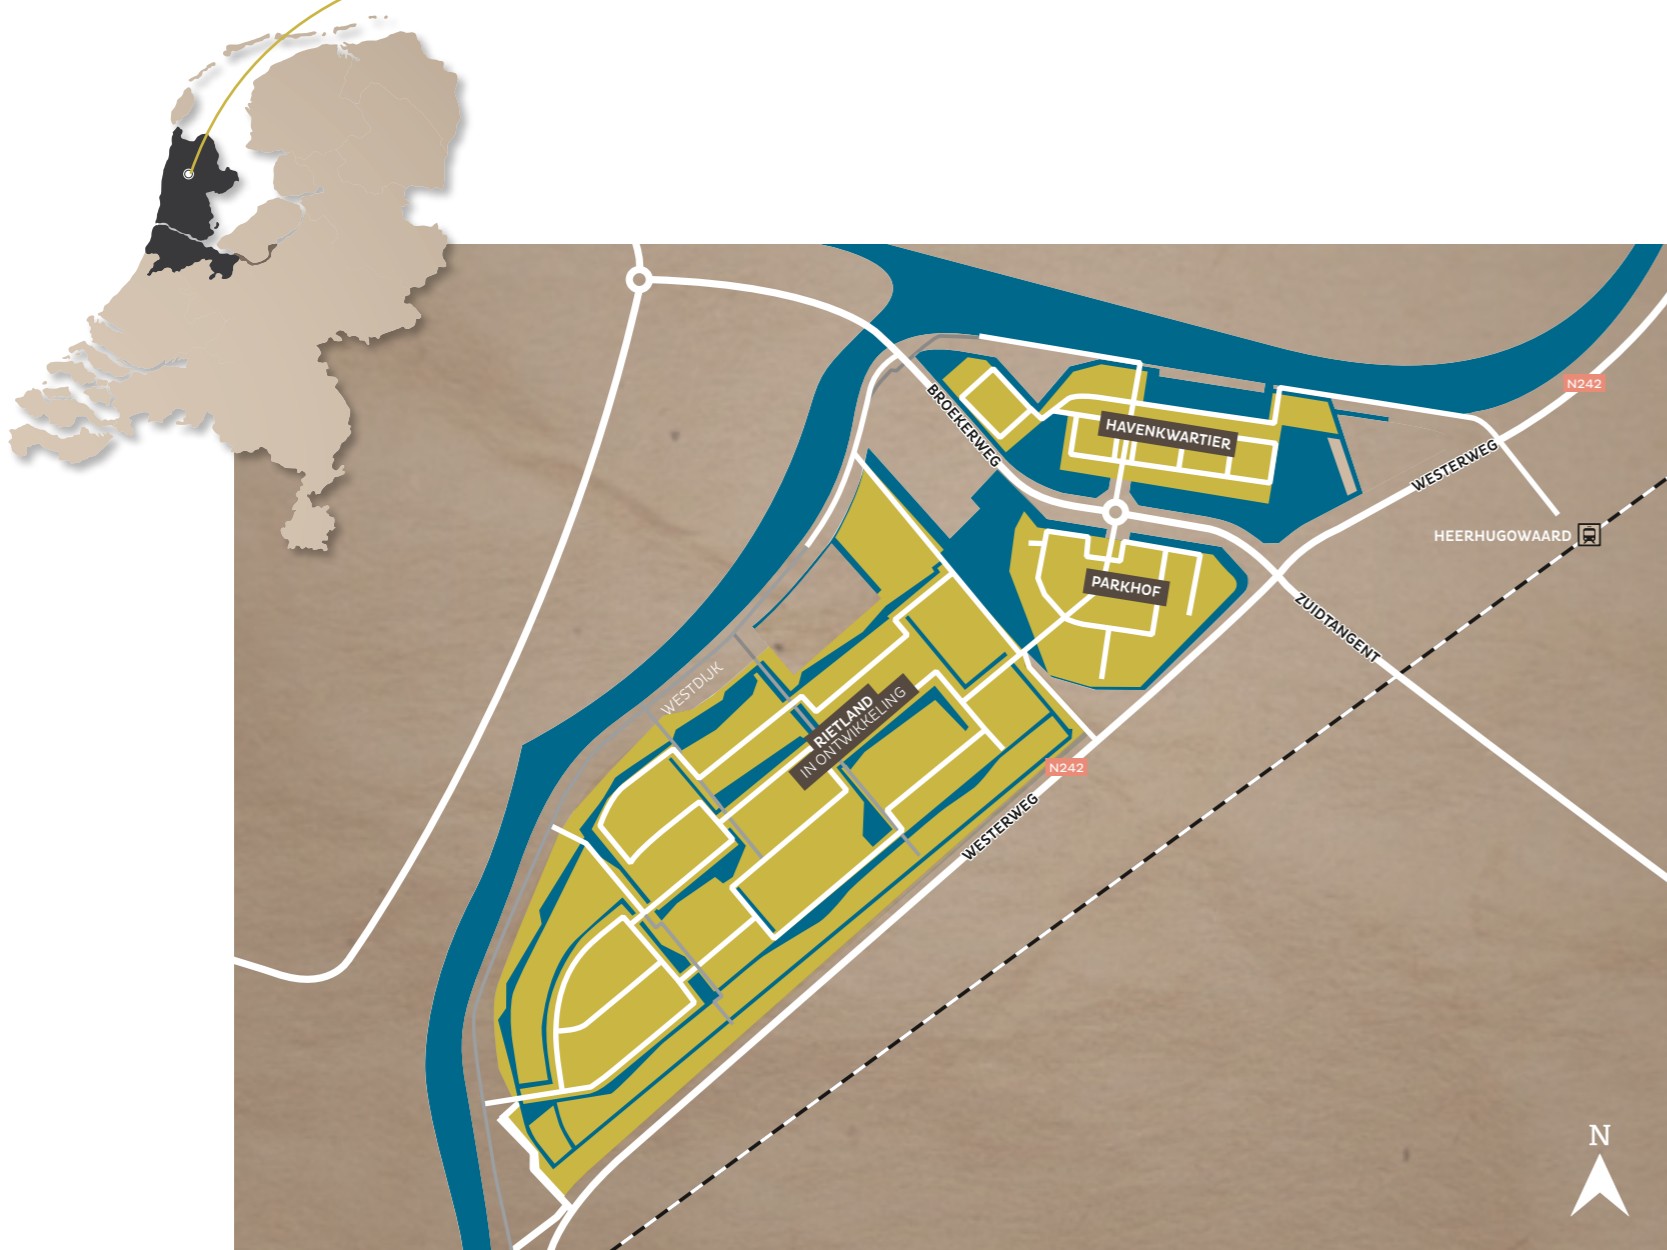 N242
BROEKERWEG
HAVENKWARTIER
WESTERWEG
HEERHUGOWAARD
PARKHOF
ZUIDTANGENT
WESTDIJK
RIETLAND
IN ONTWIKKELING
N242
WESTERWEG
N